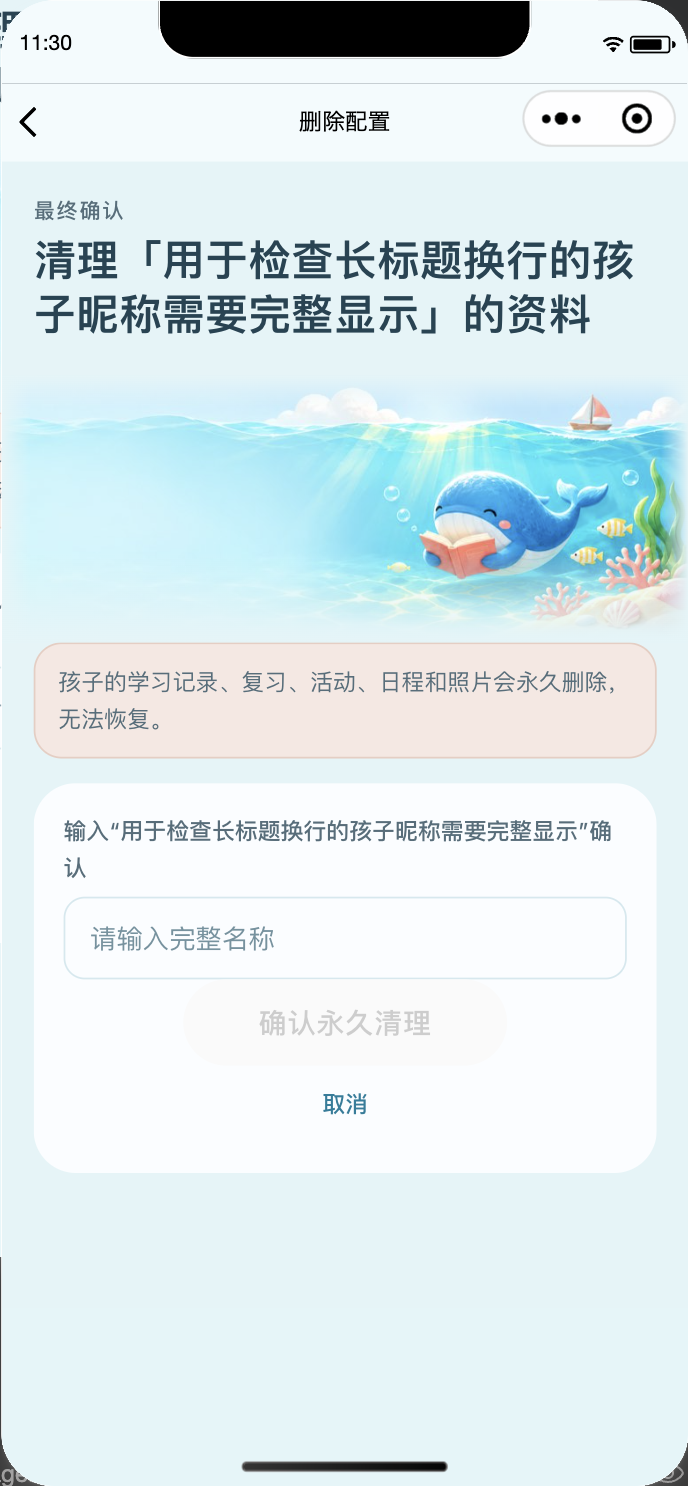 11:30
删除配置
最终确认
清理「用于检查长标题换行的孩
子昵称需要完整显示」的资料
孩子的学习记录、复习、活动、日程和照片会永久删除，
无法恢复。
输入“用于检查长标题换行的孩子昵称需要完整显示”确
认
请输入完整名称
确认永久清理
取消